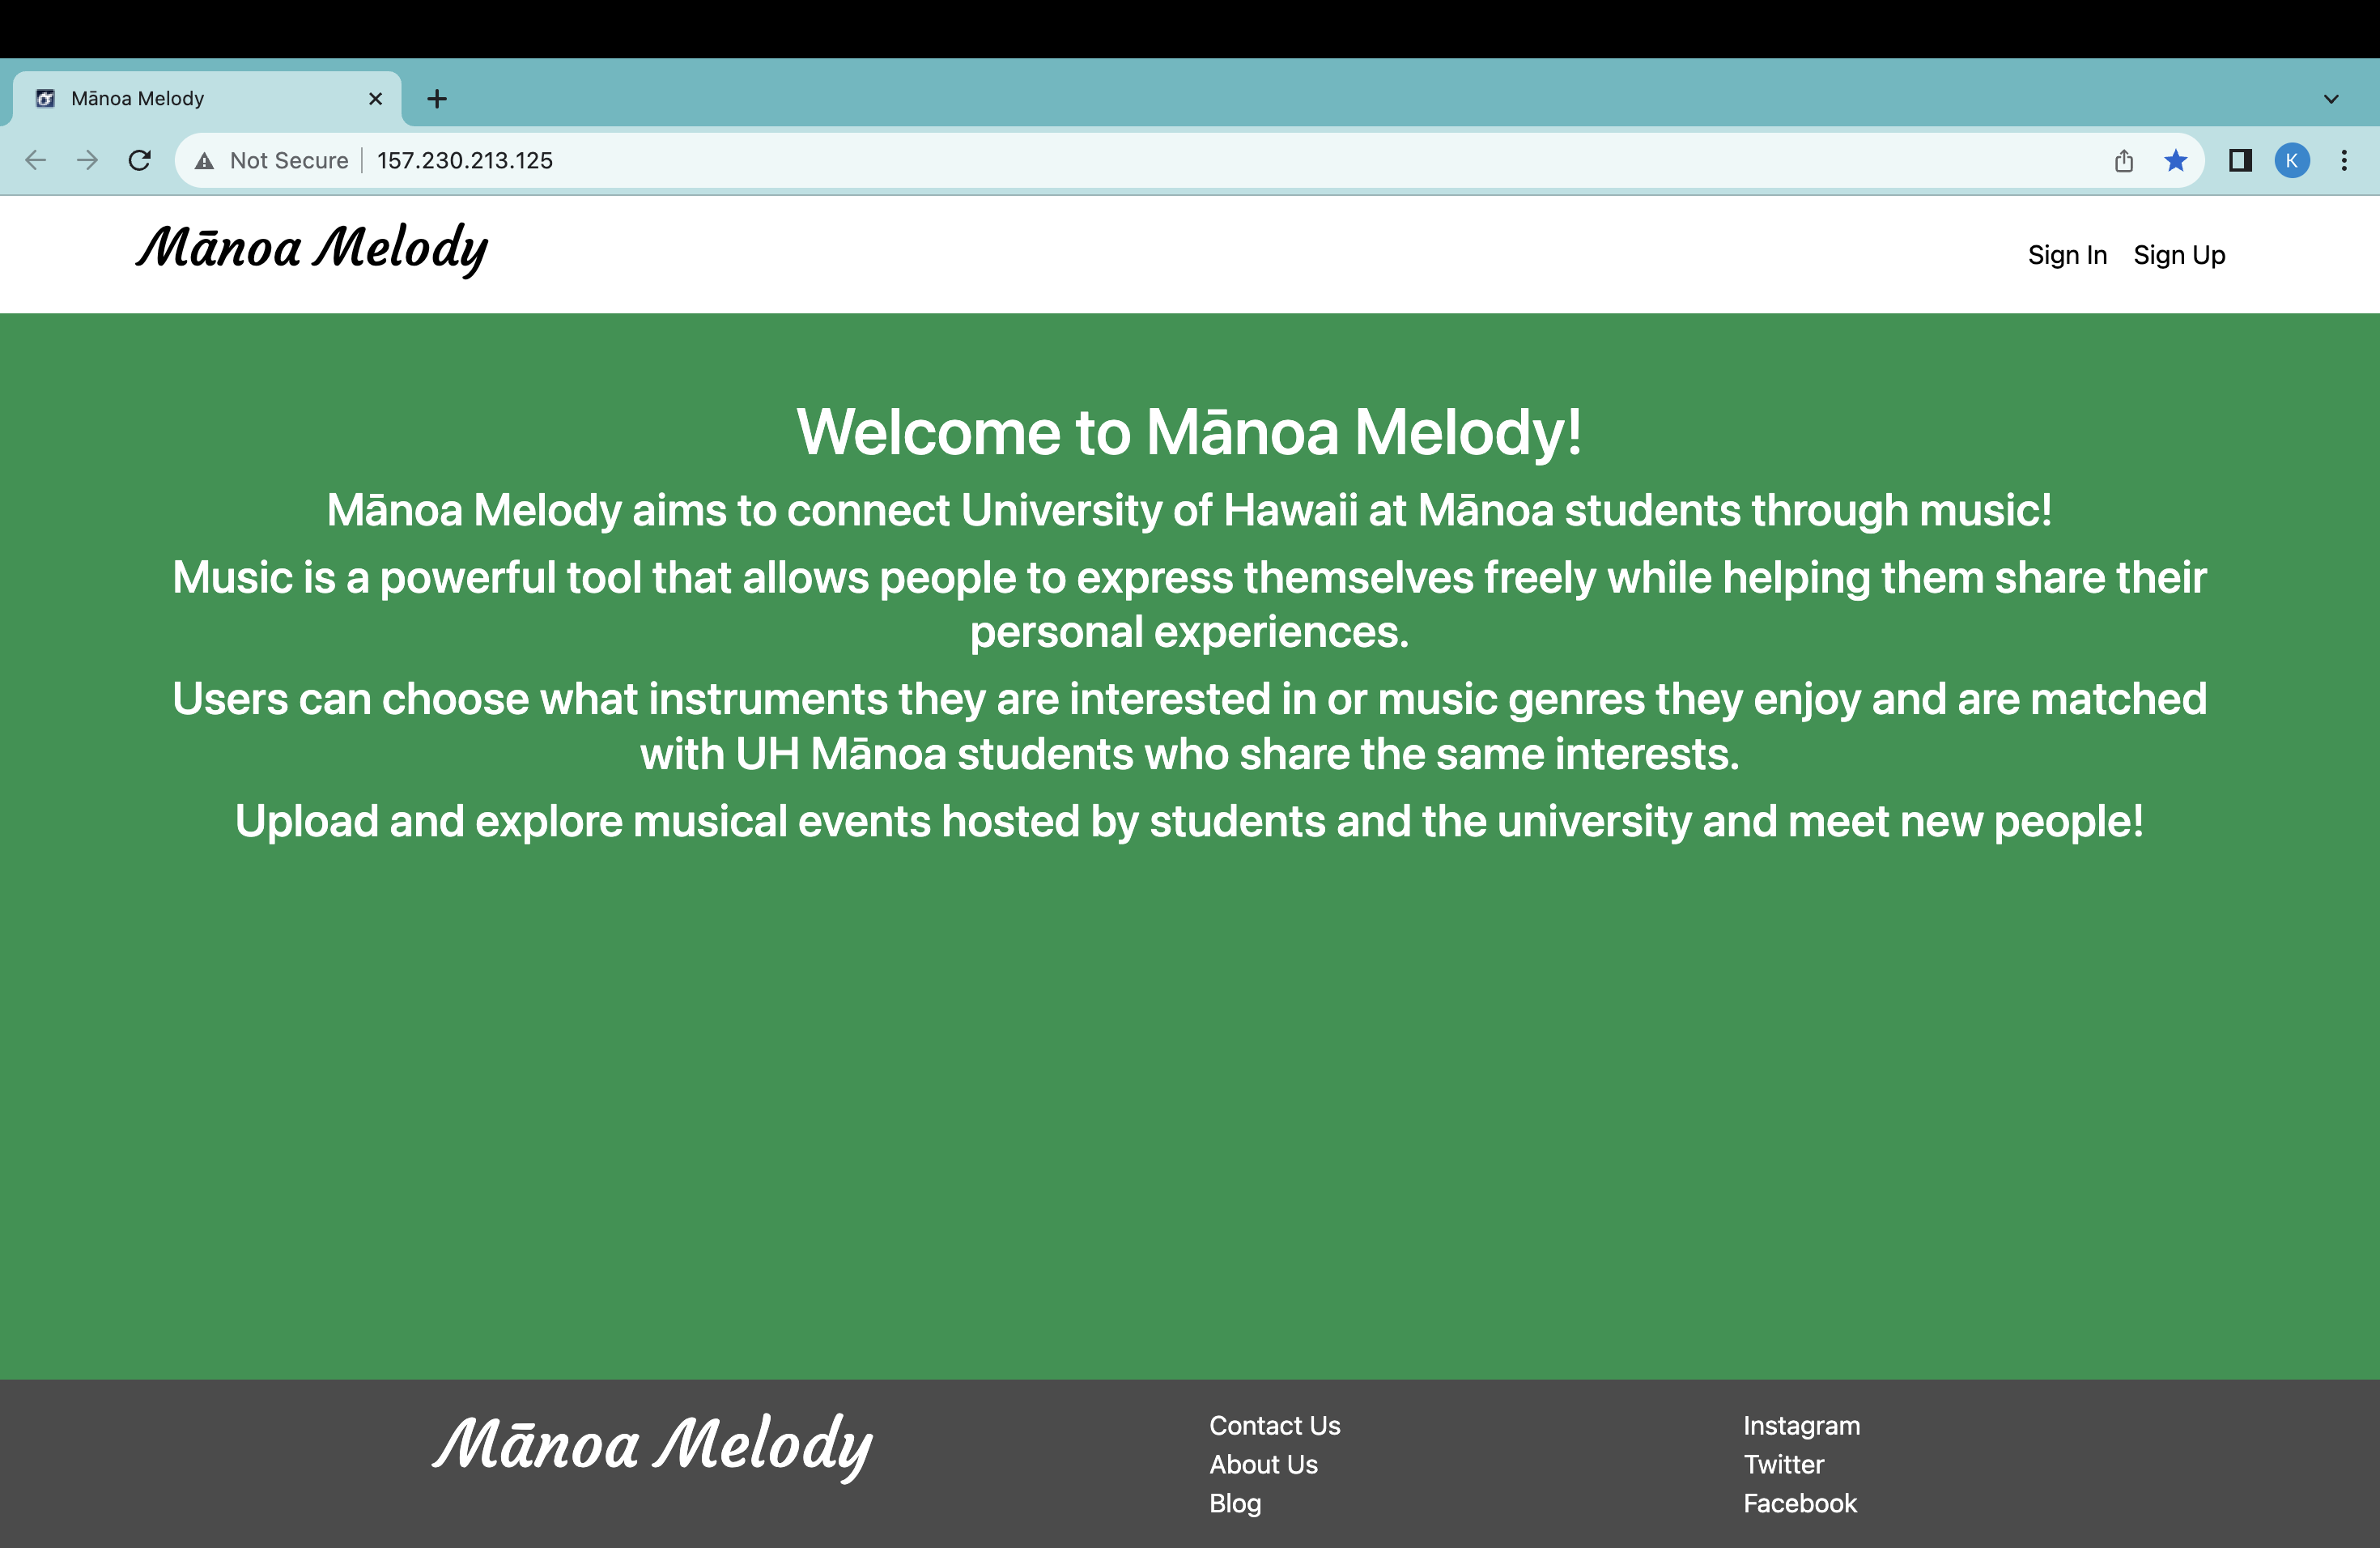 Mānoa Melody
Not Secure 157.230.213.125
K
Mānoa Melody
Sign In Sign Up
Welcome to Mānoa Melody!
Mānoa Melody aims to connect University of Hawaii at Mānoa students through music!
Music is a powerful tool that allows people to express themselves freely while helping them share their
personal experiences.
Users can choose what instruments they are interested in or music genres they enjoy and are matched
with UH Mānoa students who share the same interests.
Upload and explore musical events hosted by students and the university and meet new people!
Mānoa Melody
Contact Us
About Us
Blog
Instagram
Twitter
Facebook